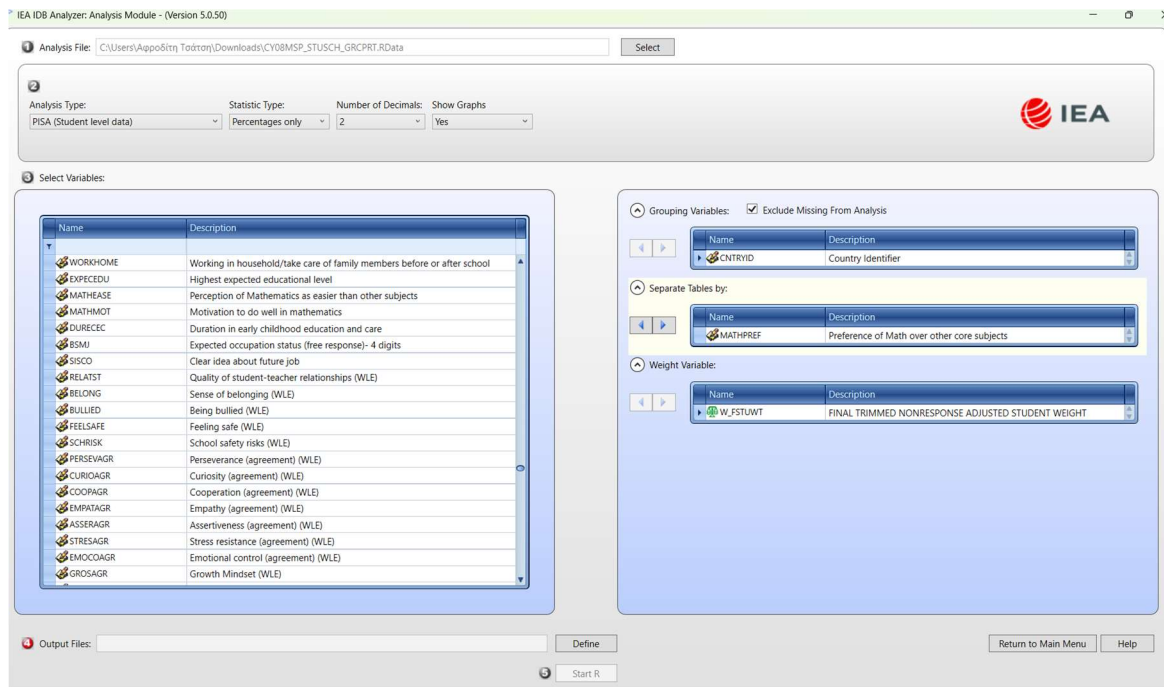 IEA IDB Analyzer: Analysis Module - (Version 5.0.50)
1 Analysis File: C:\Users\Αφροδίτη Τσάτση\Downloads\CY08MSP_STUSCH_GRCPRT.RData Select
2
Analysis Type: Statistic Type: Number of Decimals: Show Graphs
PISA (Student level data) Percentages only 2 Yes
IEA
3 Select Variables:
Name Description
WORKHOME Working in household/take care of family members before or after school
EXPECEDU Highest expected educational level
MATHEASE Perception of Mathematics as easier than other subjects
MATHMOT Motivation to do well in mathematics
DURECEC Duration in early childhood education and care
BSMJ Expected occupation status (free response)- 4 digits
SISCO Clear idea about future job
RELATST Quality of student-teacher relationships (WLE)
BELONG Sense of belonging (WLE)
BULLIED Being bullied (WLE)
FEELSAFE Feeling safe (WLE)
SCHRISK School safety risks (WLE)
PERSEVAGR Perseverance (agreement) (WLE)
CURIOAGR Curiosity (agreement) (WLE)
COOPAGR Cooperation (agreement) (WLE)
EMPATAGR Empathy (agreement) (WLE)
ASSERAGR Assertiveness (agreement) (WLE)
STRESAGR Stress resistance (agreement) (WLE)
EMOCOAGR Emotional control (agreement) (WLE)
GROSAGR Growth Mindset (WLE)
Grouping Variables: Exclude Missing From Analysis
Name Description
CNTRYID Country Identifier
Separate Tables by:
Name Description
MATHPREF Preference of Math over other core subjects
Weight Variable:
Name Description
W_FSTUWT FINAL TRIMMED NONRESPONSE ADJUSTED STUDENT WEIGHT
4 Output Files: Define Return to Main Menu Help
5 Start R